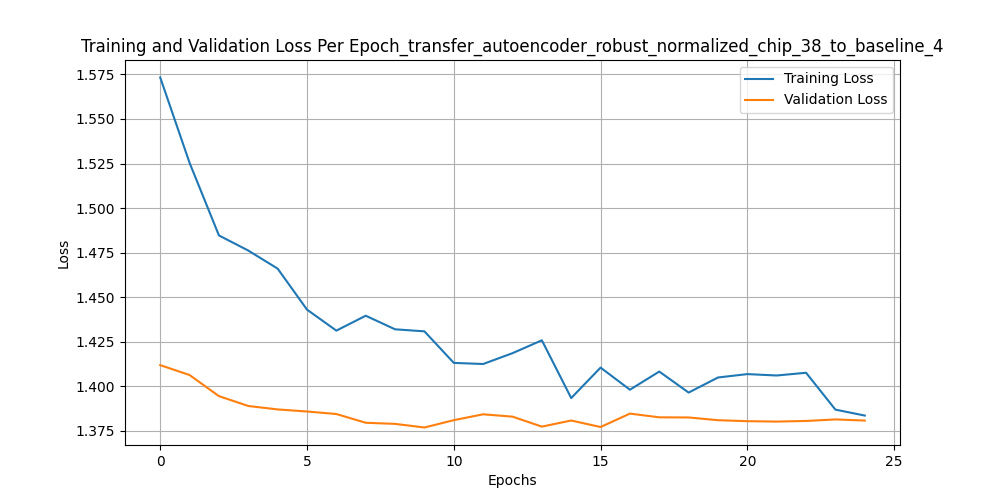 Training and Validation Loss Per Epoch_transfer_autoencoder_robust_normalized_chip_38_to_baseline_4
Training Loss
Validation Loss
1.575
1.550
1.525
1.500
1.475
1.450
1.425
1.400
1.375
Loss
0 5 10 15 20 25
Epochs